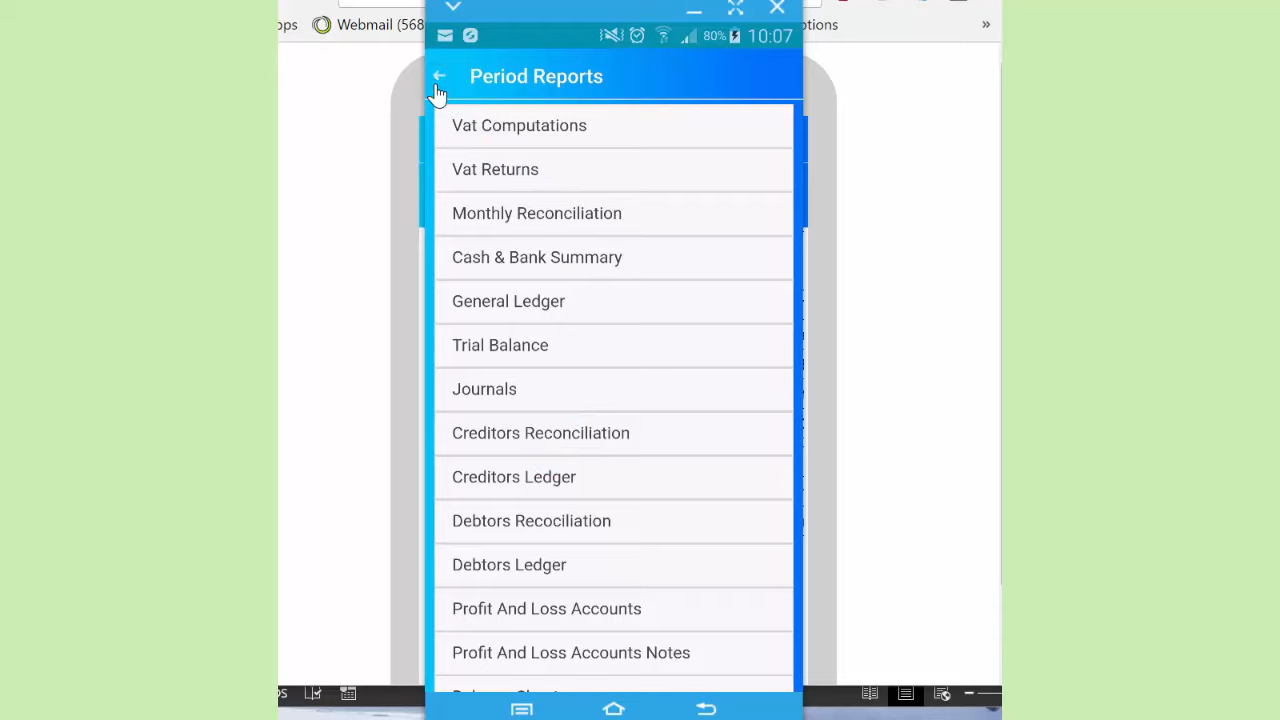 Webmail (568
80% 10:07
Period Reports
Vat Computations
Vat Returns
Monthly Reconciliation
Cash & Bank Summary
General Ledger
Trial Balance
Journals
Creditors Reconciliation
Creditors Ledger
Debtors Recociliation
Debtors Ledger
Profit And Loss Accounts
Profit And Loss Accounts Notes